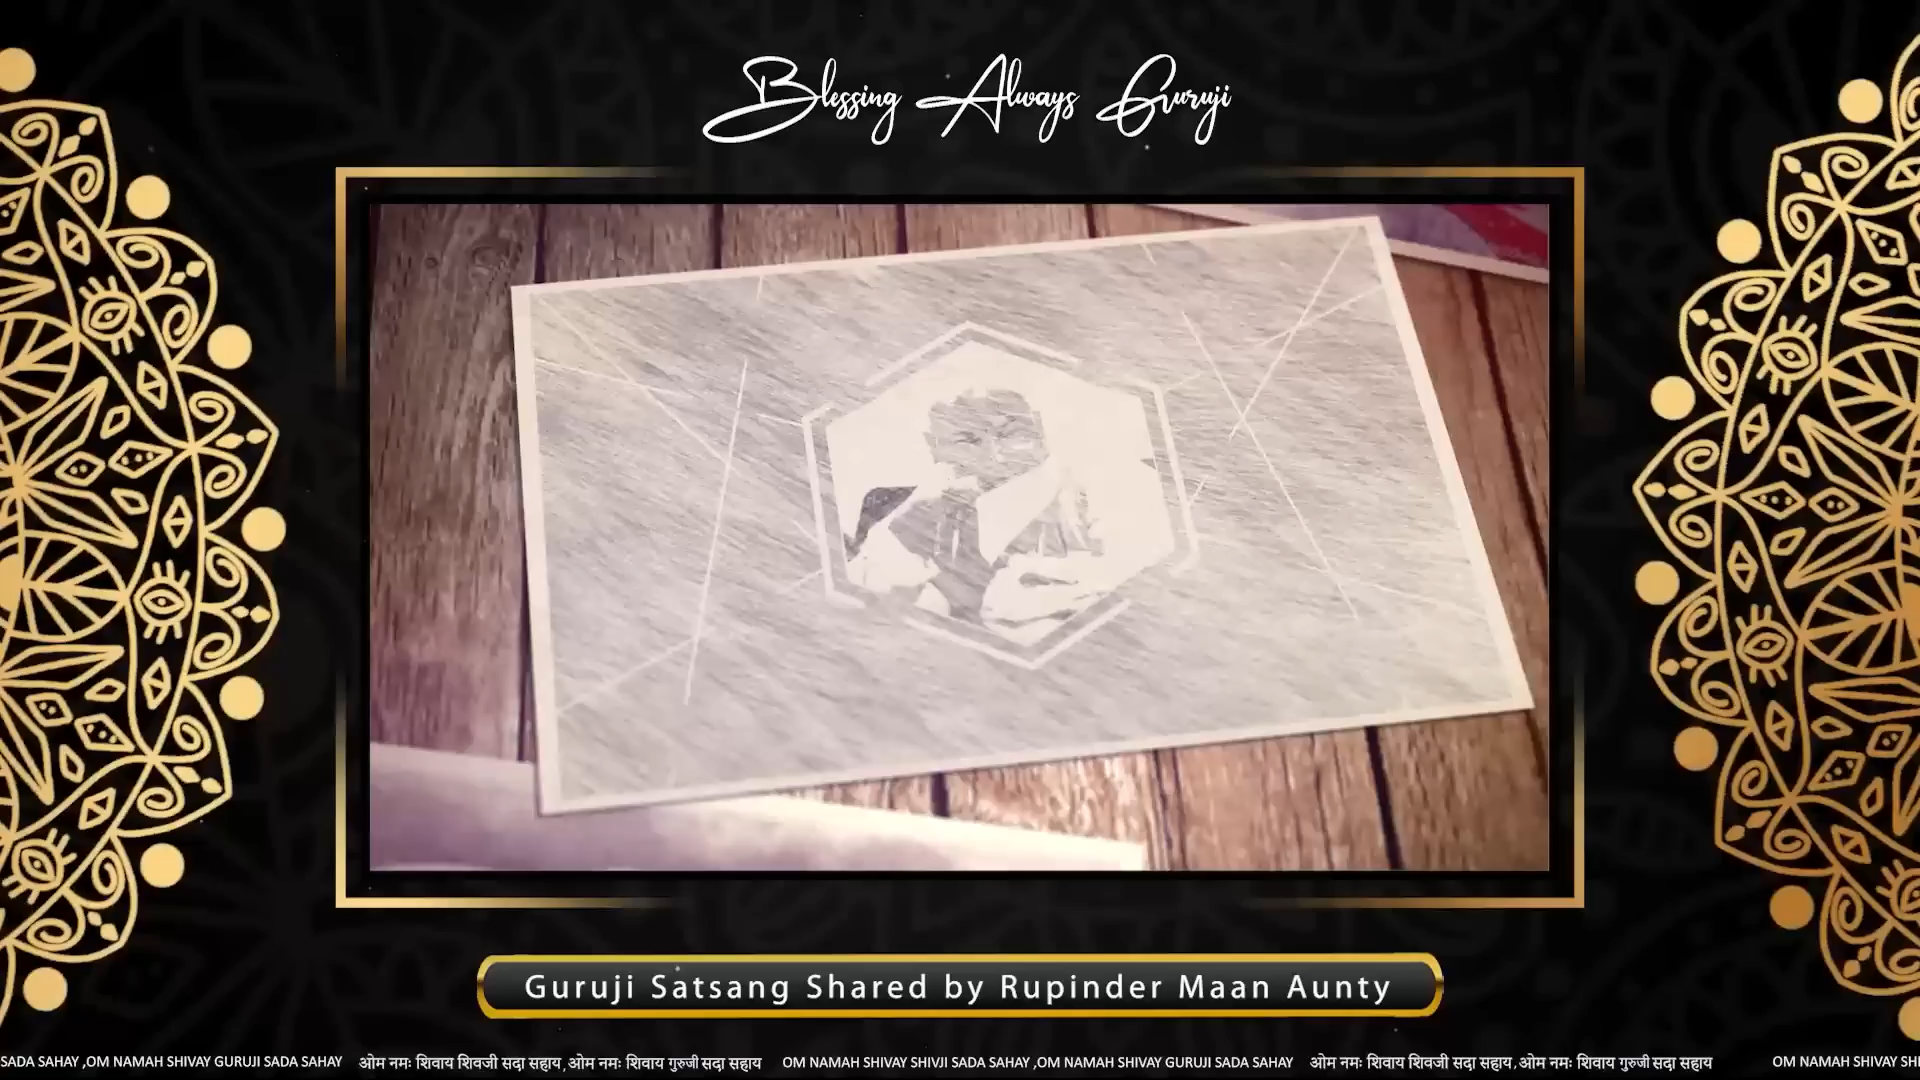 Blessing Always Guruji
Guruji Satsang Shared by Rupinder Maan Aunty
SADA SAHAY ,OM NAMAH SHIVAY GURUJI SADA SAHAY ओम नमः शिवाय शिवजी सदा सहाय,ओम नमः शिवाय गुरुजी सदा सहाय OM NAMAH SHIVAY SHIVJI SADA SAHAY ,OM NAMAH SHIVAY GURUJI SADA SAHAY ओम नमः शिवाय शिवजी सदा सहाय,ओम नमः शिवाय गुरुजी सदा सहाय OM NAMAH SHIVAY SHI